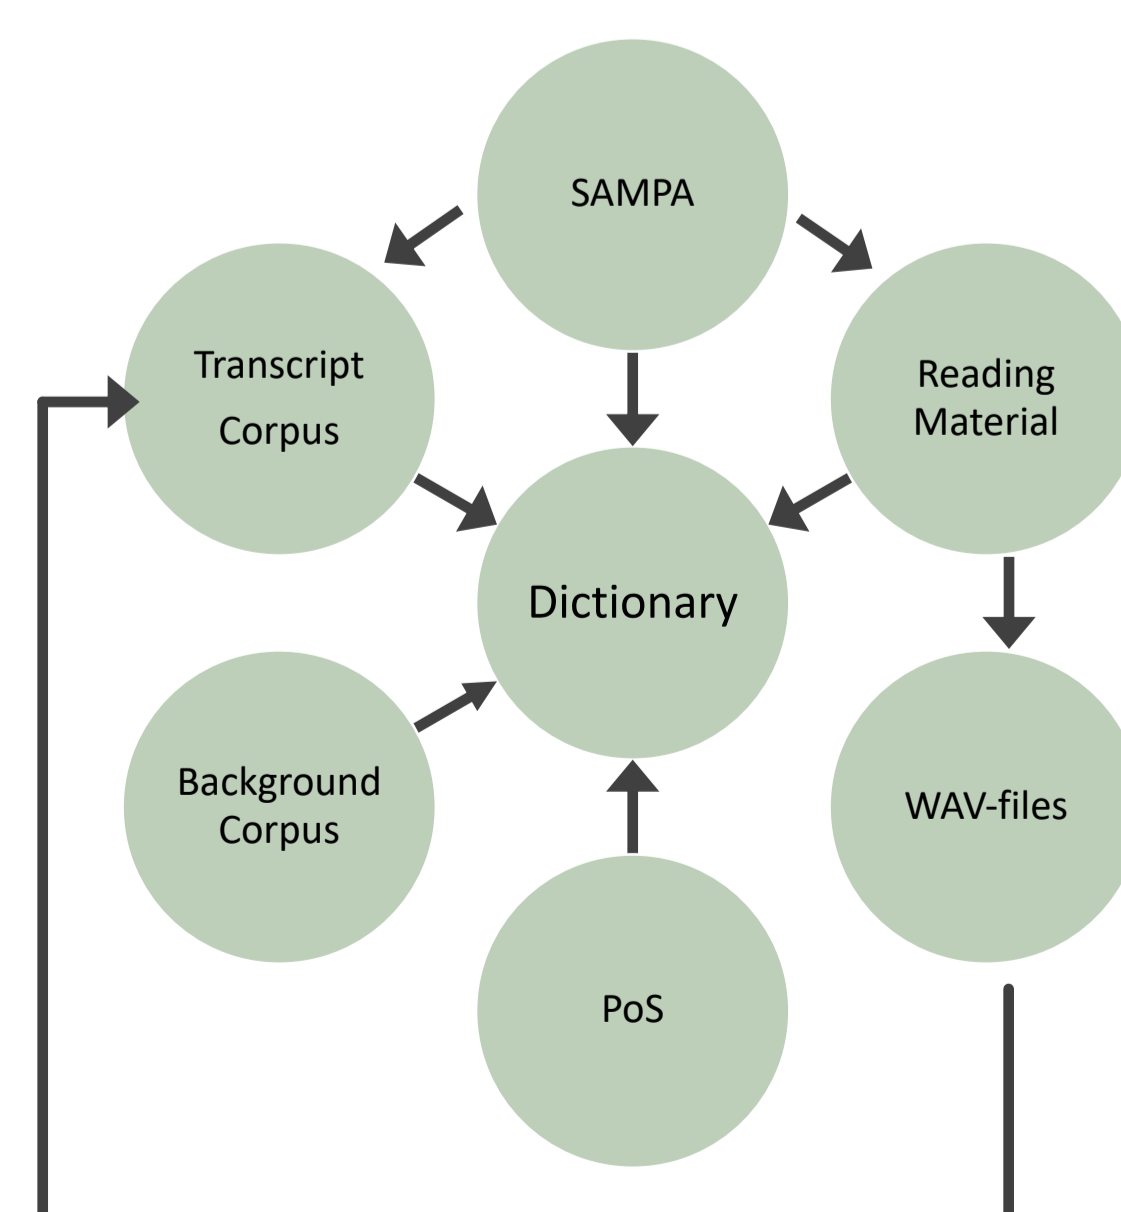 SAMPA
Transcript
Corpus
Reading
Material
Dictionary
Background
Corpus
WAV-files
PoS